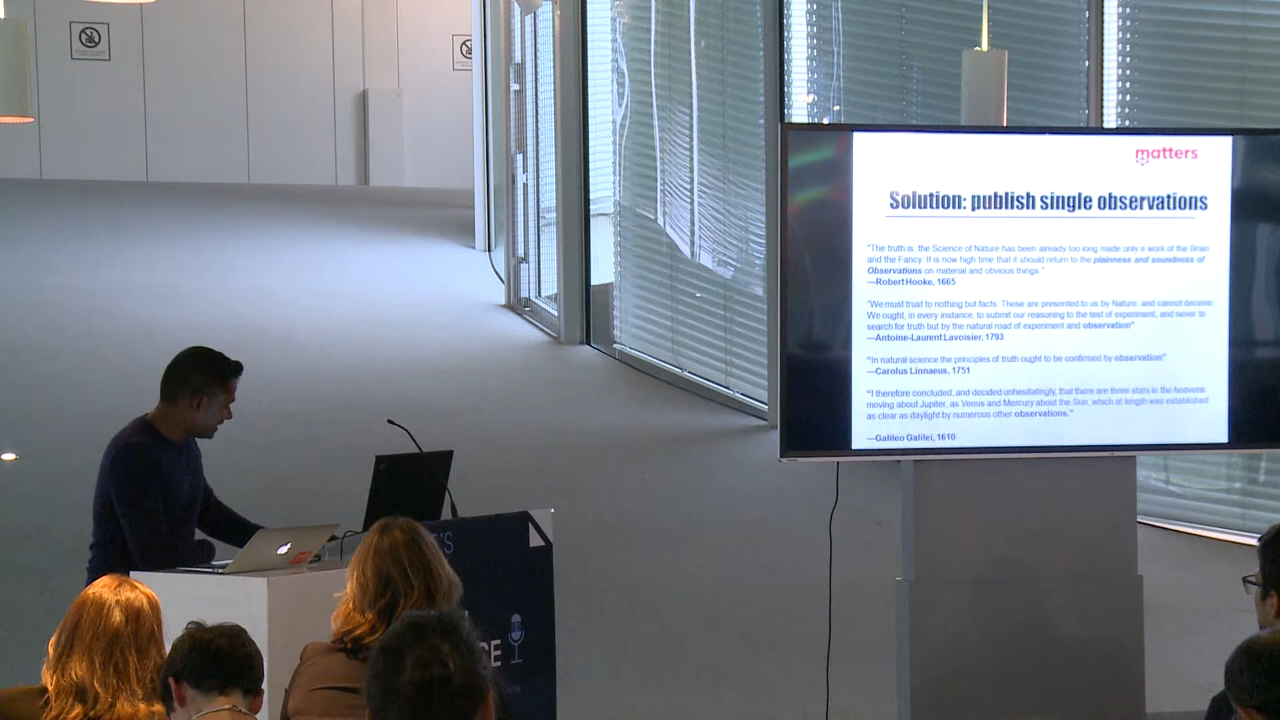 matters
Solution: publish single observations
"The truth is, the Science of Nature has been already too long made only a work of the Brain
and the Fancy. It is now high time that it should return to the plainness and soundness of
Observations on material and obvious things."
—Robert Hooke, 1665
"We must trust to nothing but facts. These are presented to us by Nature, and cannot deceive.
We ought, in every instance, to submit our reasoning to the test of experiment, and never to
search for truth but by the natural road of experiment and observation"
—Antoine-Laurent Lavoisier, 1793
"In natural science the principles of truth ought to be confirmed by observation"
—Carolus Linnaeus, 1751
"I therefore concluded, and decided unhesitatingly, that there are three stars in the heavens
moving about Jupiter, as Venus and Mercury about the Sun; which at length was established
as clear as daylight by numerous other observations."
—Galileo Galilei, 1610
'S
CE